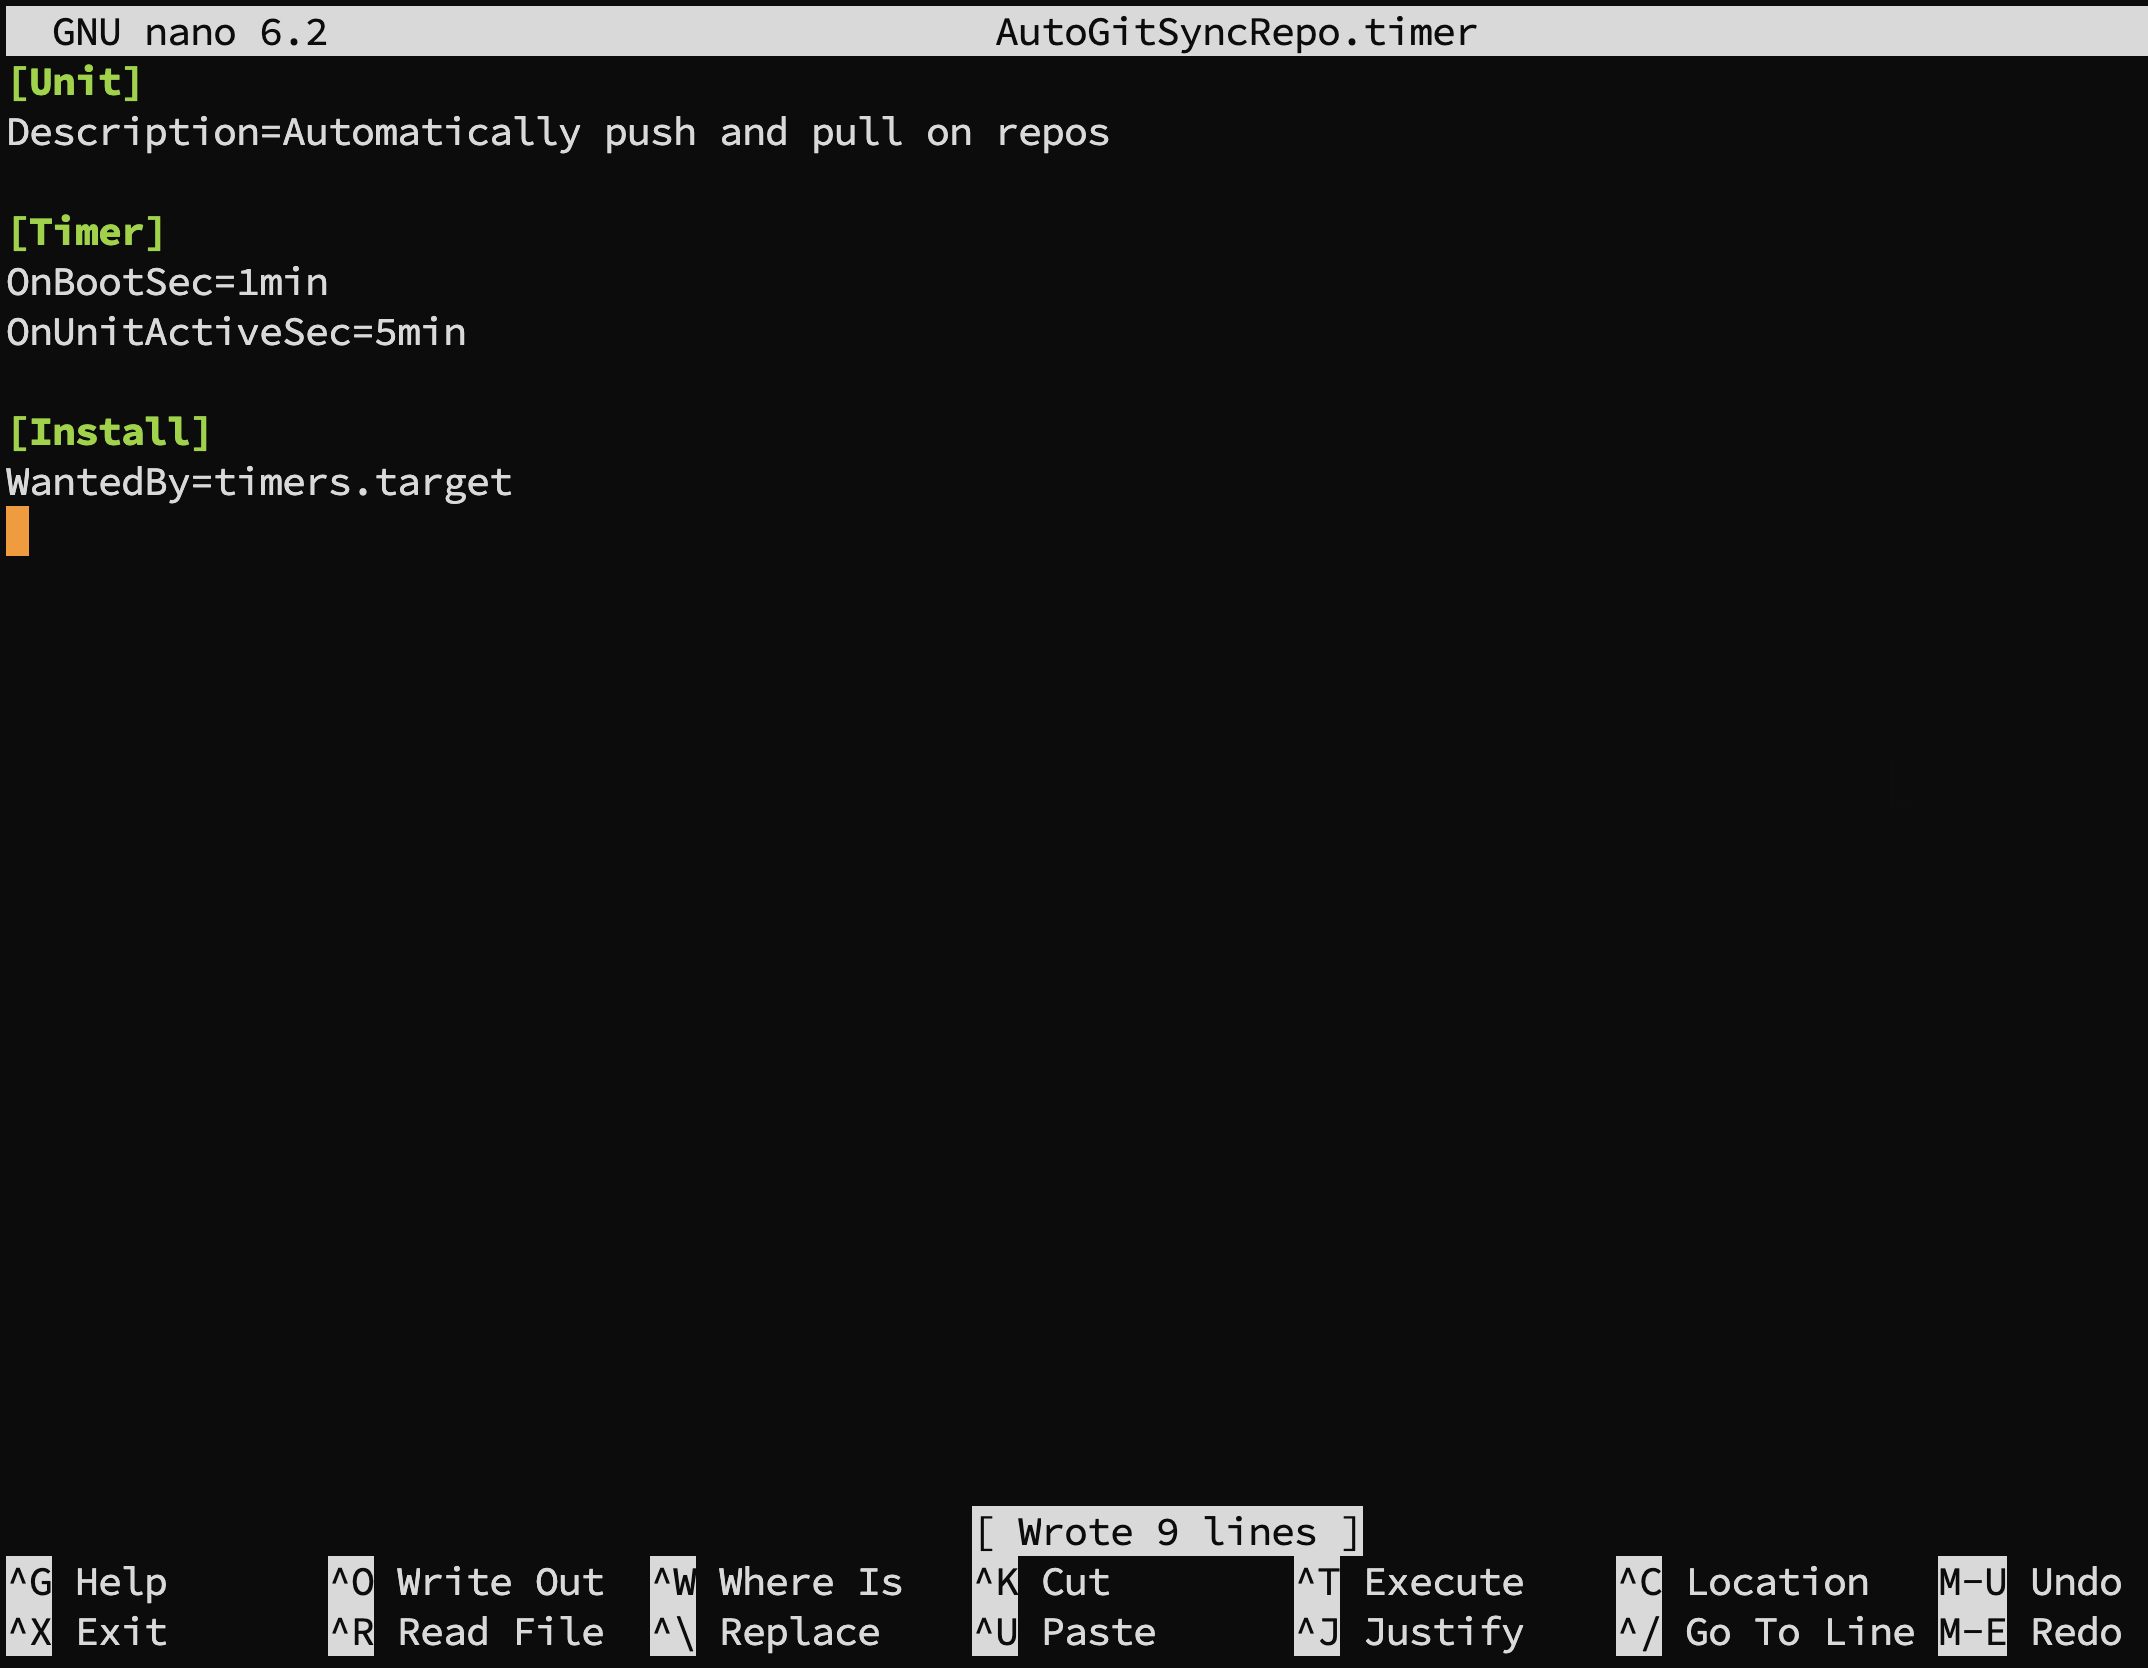 GNU nano 6.2 AutoGitSyncRepo.timer
[Unit]
Description=Automatically push and pull on repos
[Timer]
OnBootSec=1min
OnUnitActiveSec=5min
[Install]
WantedBy=timers.target
[ Wrote 9 lines ]
^G Help ^O Write Out ^W Where Is ^K Cut ^T Execute ^C Location M-U Undo
^X Exit ^R Read File ^\ Replace ^U Paste ^J Justify ^/ Go To Line M-E Redo